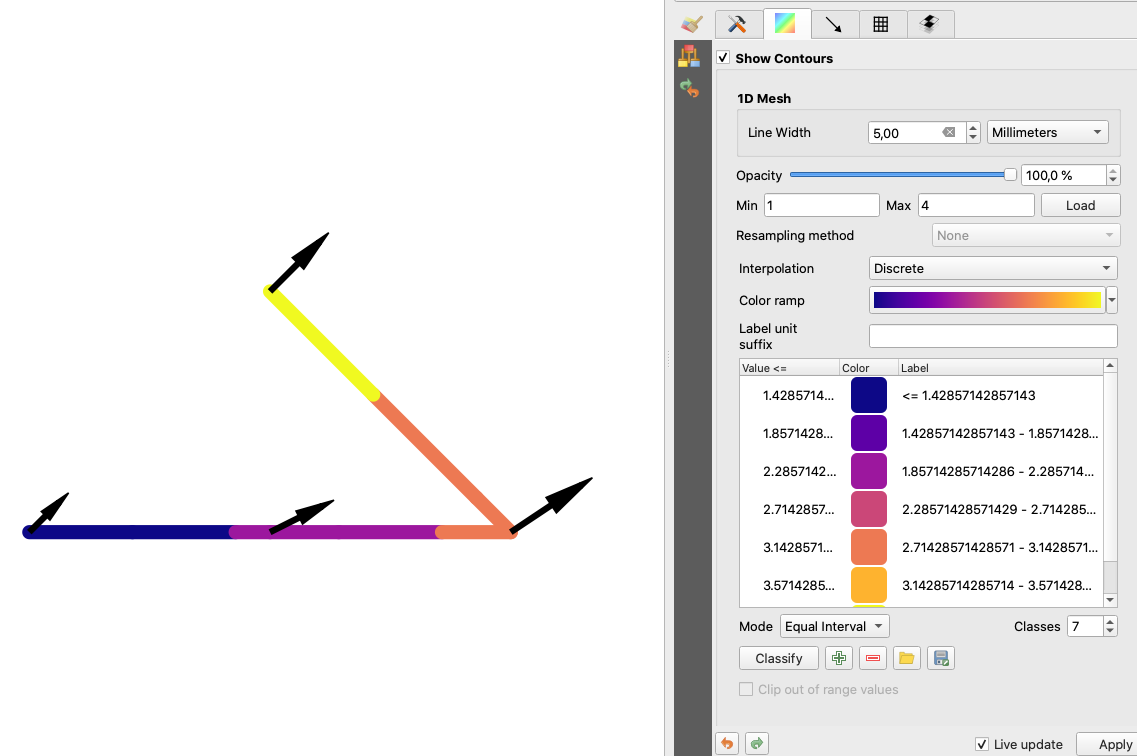 Show Contours
1D Mesh
Line Width 5,00 Millimeters
Opacity 100,0 %
Min 1 Max 4 Load
Resampling method None
Interpolation Discrete
Color ramp
Label unit
suffix
Value <= Color Label
1.4285714... <= 1.42857142857143
1.8571428... 1.42857142857143 - 1.8571428...
2.2857142... 1.85714285714286 - 2.285714...
2.7142857... 2.28571428571429 - 2.714285...
3.1428571... 2.71428571428571 - 3.1428571...
3.5714285... 3.14285714285714 - 3.571428...
Mode Equal Interval Classes 7
Classify
Clip out of range values
Live update Apply